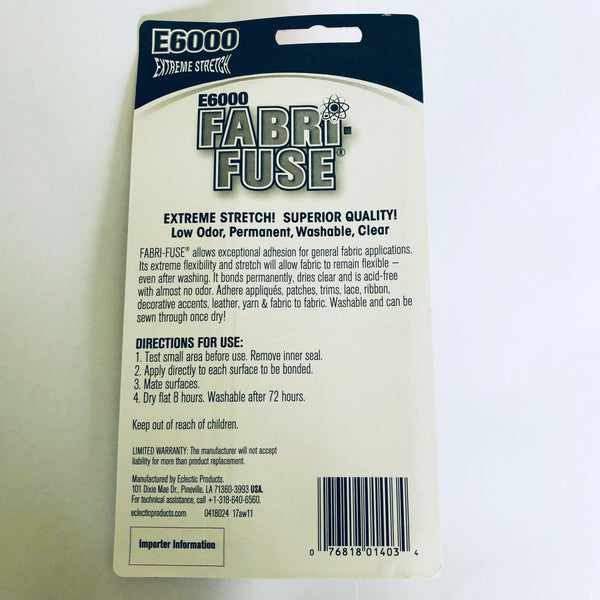 E6000
EXTREME STRETCH
E6000
FABRI-
FUSE®
EXTREME STRETCH! SUPERIOR QUALITY!
Low Odor, Permanent, Washable, Clear
FABRI-FUSE® allows exceptional adhesion for general fabric applications.
Its extreme flexibility and stretch will allow fabric to remain flexible –
even after washing. It bonds permanently, dries clear and is acid-free
with almost no odor. Adhere appliqués, patches, trims, lace, ribbon,
decorative accents, leather, yarn & fabric to fabric. Washable and can be
sewn through once dry!
DIRECTIONS FOR USE:
1. Test small area before use. Remove inner seal.
2. Apply directly to each surface to be bonded.
3. Mate surfaces.
4. Dry flat 8 hours. Washable after 72 hours.
Keep out of reach of children.
LIMITED WARRANTY: The manufacturer will not accept
liability for more than product replacement.
Manufactured by Eclectic Products.
101 Dixie Mae Dr., Pineville, LA 71360-3993 USA.
For technical assistance, call +1-318-640-6560.
eclecticproducts.com 0418024 17aw11
Importer Information
0 76818 01403 4